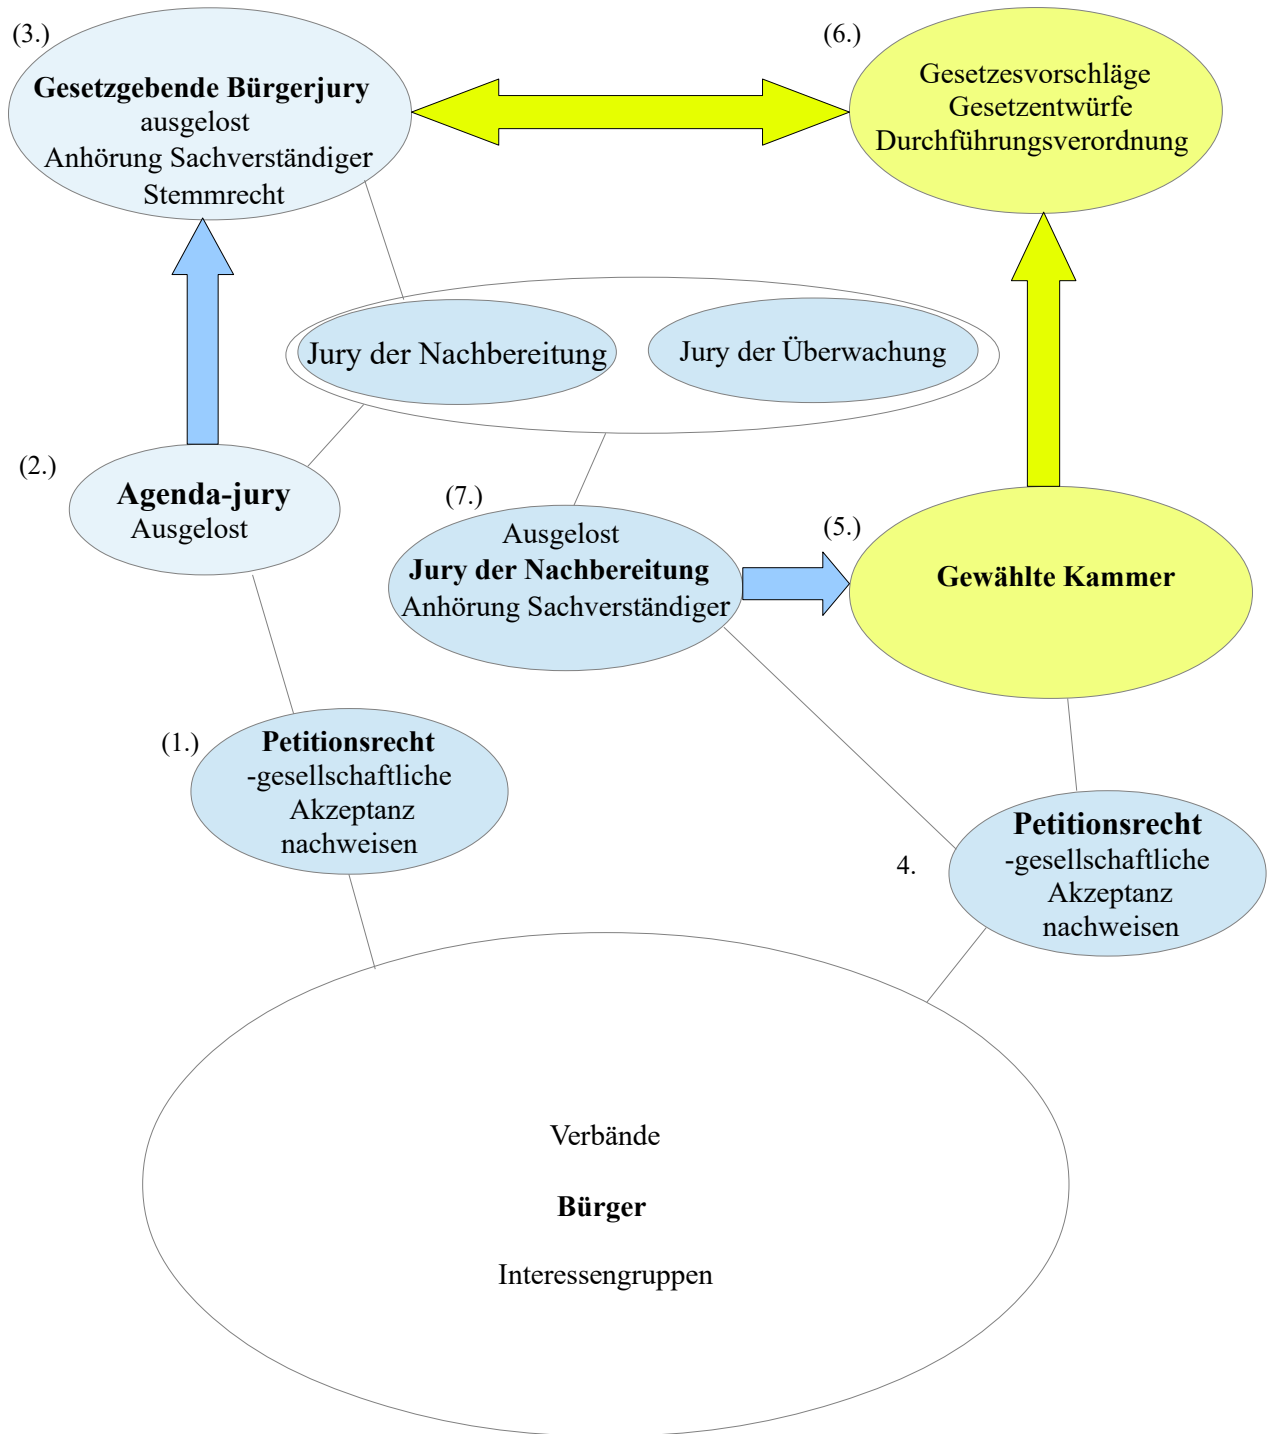 (3.)
Gesetzgebende Bürgerjury
ausgelost
Anhörung Sachverständiger
Stemmrecht
(6.)
Gesetzesvorschläge
Gesetzentwürfe
Durchführungsverordnung
Jury der Nachbereitung
Jury der Überwachung
(2.)
Agenda-jury
Ausgelost
(7.)
Ausgelost
Jury der Nachbereitung
Anhörung Sachverständiger
(5.)
Gewählte Kammer
(1.)
Petitionsrecht
-gesellschaftliche
Akzeptanz
nachweisen
4.
Petitionsrecht
-gesellschaftliche
Akzeptanz
nachweisen
Verbände
Bürger
Interessengruppen